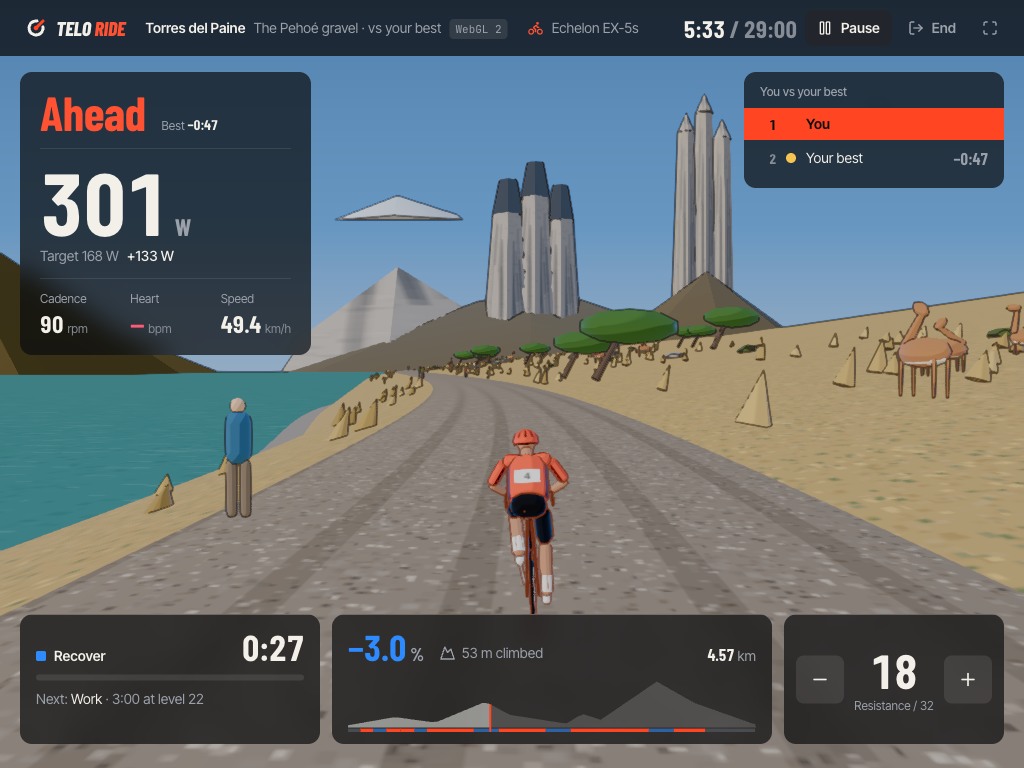 TELO RIDE Torres del Paine The Pehoé gravel · vs your best WebGL 2 Echelon EX-5s 5:33 / 29:00 Pause End
Ahead Best −0:47
301 W
Target 168 W +133 W
Cadence Heart Speed
90 rpm – bpm 49.4 km/h
You vs your best
1 You
2 Your best −0:47
4
Recover 0:27
Next: Work · 3:00 at level 22
−3.0 % 53 m climbed 4.57 km
− 18 +
Resistance / 32